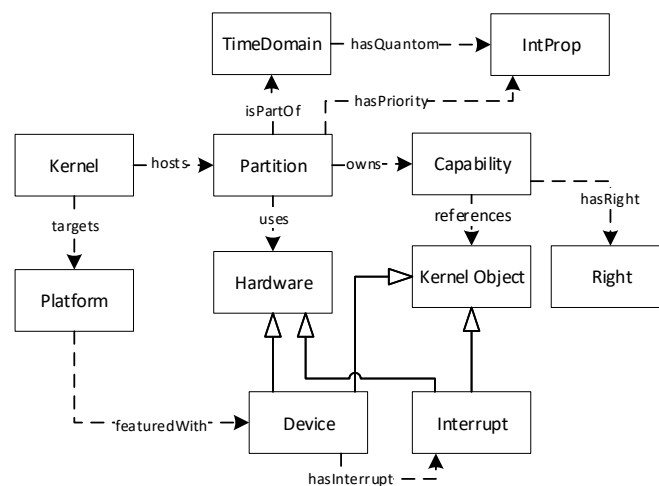 TimeDomain
hasQuantom
IntProp
isPartOf
hasPriority
Kernel
hosts
Partition
owns
Capability
targets
uses
references
hasRight
Platform
Hardware
Kernel Object
Right
featuredWith
Device
Interrupt
hasInterrupt